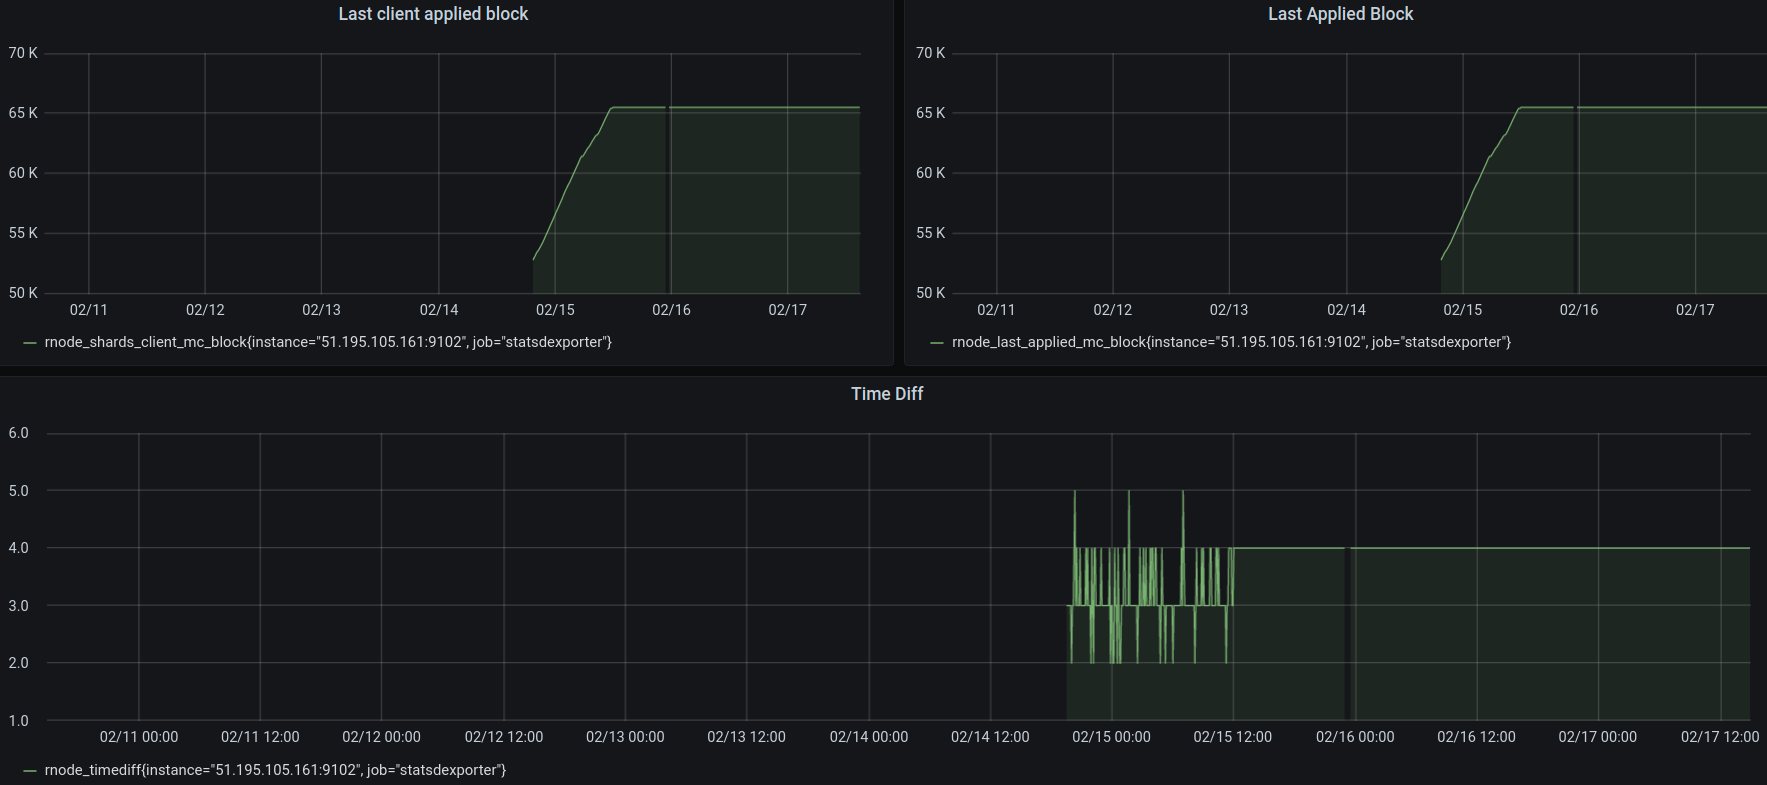 Last client applied block
70 K
65 K
60 K
55 K
50 K
02/11 02/12 02/13 02/14 02/15 02/16 02/17
rnode_shards_client_mc_block{instance="51.195.105.161:9102", job="statsdexporter"}
Last Applied Block
70 K
65 K
60 K
55 K
50 K
02/11 02/12 02/13 02/14 02/15 02/16 02/17
rnode_last_applied_mc_block{instance="51.195.105.161:9102", job="statsdexporter"}
Time Diff
6.0
5.0
4.0
3.0
2.0
1.0
02/11 00:00 02/11 12:00 02/12 00:00 02/12 12:00 02/13 00:00 02/13 12:00 02/14 00:00 02/14 12:00 02/15 00:00 02/15 12:00 02/16 00:00 02/16 12:00 02/17 00:00 02/17 12:00
rnode_timediff{instance="51.195.105.161:9102", job="statsdexporter"}